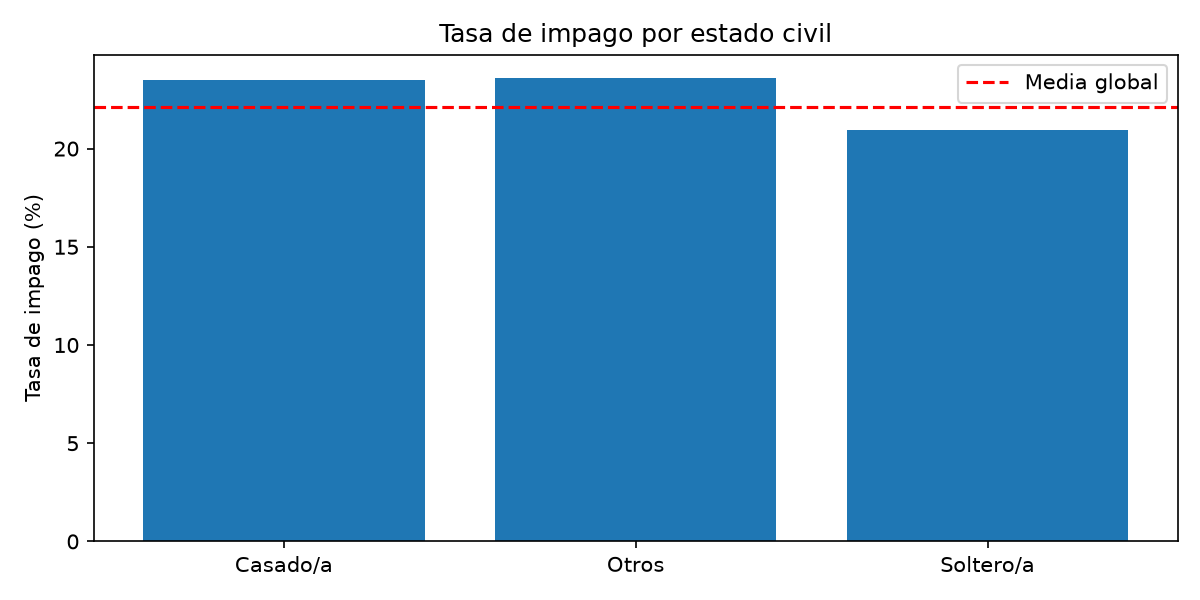 Tasa de impago por estado civil
Media global
Tasa de impago (%)
20
15
10
5
0
Casado/a
Otros
Soltero/a